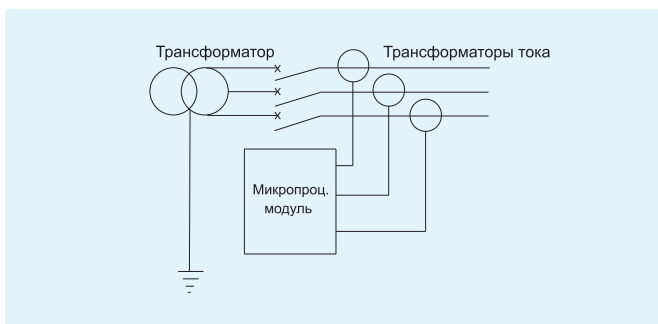 Трансформатор
Трансформаторы тока
Микропроц.
модуль